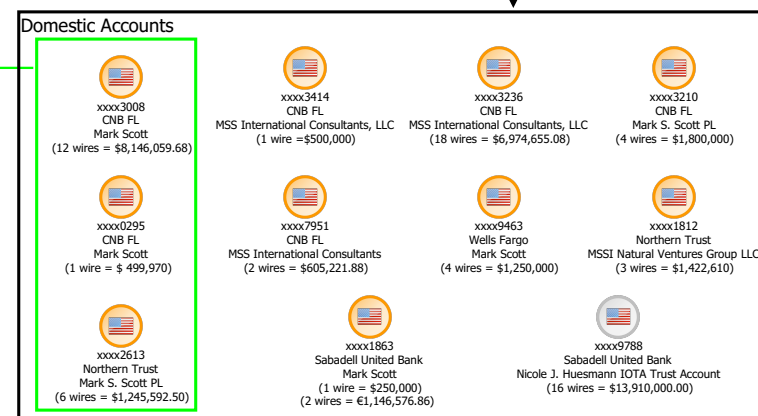 Domestic Accounts
xxxx3008
CNB FL
Mark Scott
(12 wires = $8,146,059.68)
xxxx3414
CNB FL
MSS International Consultants, LLC
(1 wire =$500,000)
xxxx3236
CNB FL
MSS International Consultants, LLC
(18 wires = $6,974,655.08)
xxxx3210
CNB FL
Mark S. Scott PL
(4 wires = $1,800,000)
xxxx0295
CNB FL
Mark Scott
(1 wire = $ 499,970)
xxxx7951
CNB FL
MSS International Consultants
(2 wires = $605,221.88)
xxxx9463
Wells Fargo
Mark Scott
(4 wires = $1,250,000)
xxxx1812
Northern Trust
MSSI Natural Ventures Group LLC
(3 wires = $1,422,610)
xxxx2613
Northern Trust
Mark S. Scott PL
(6 wires = $1,245,592.50)
xxxx1863
Sabadell United Bank
Mark Scott
(1 wire = $250,000)
(2 wires = €1,146,576.86)
xxxx9788
Sabadell United Bank
Nicole J. Huesmann IOTA Trust Account
(16 wires = $13,910,000.00)